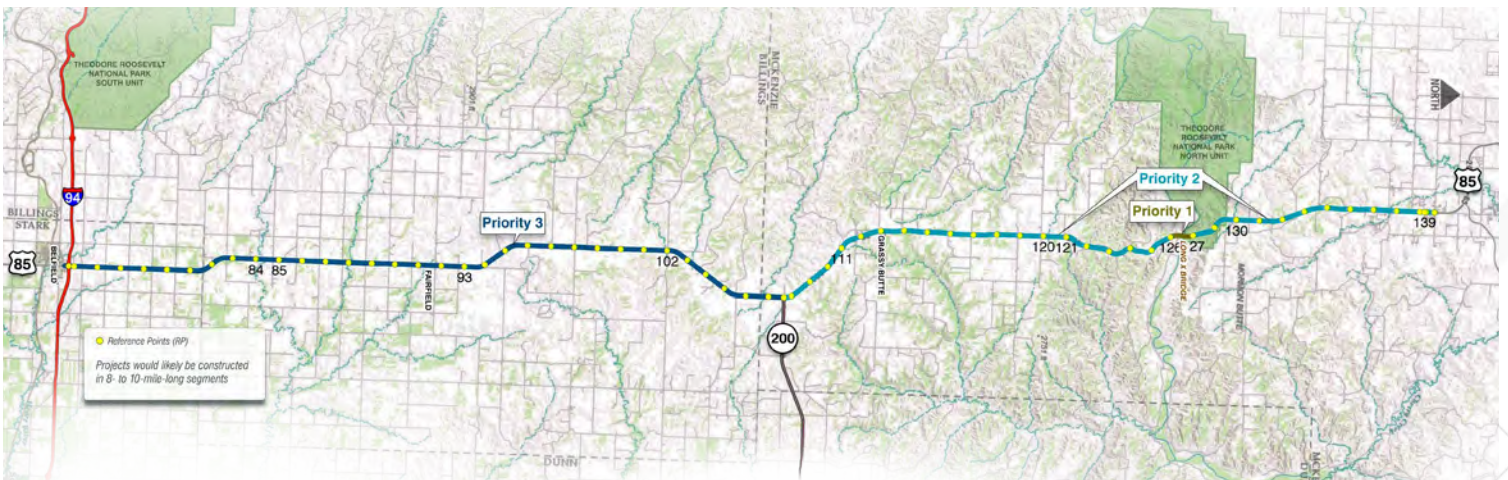 THEODORE ROOSEVELT
NATIONAL PARK
SOUTH UNIT
94
BILLINGS
STARK
85
BELFIELD
84
85
FAIRFIELD
93
Priority 3
102
MCKENZIE
BILLINGS
200
111
GRASSY BUTTE
120
121
Priority 2
Priority 1
27
LONG X BRIDGE
THEODORE
ROOSEVELT
NATIONAL PARK
NORTH UNIT
130
139
85
NORTH
DUNN
Reference Points (RP)
Projects would likely be constructed
in 8- to 10-mile-long segments